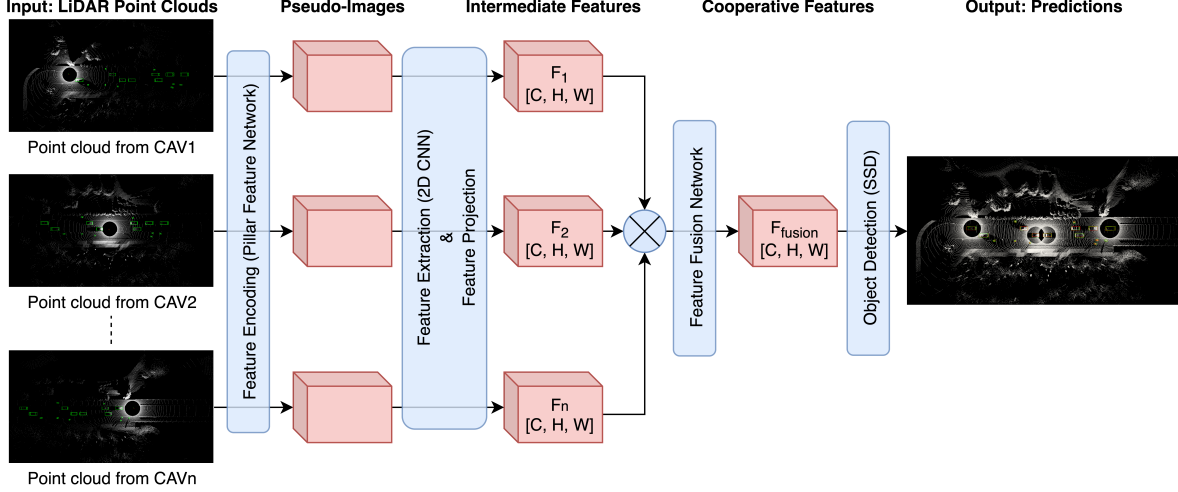 Input: LiDAR Point Clouds
Pseudo-Images
Intermediate Features
Cooperative Features
Output: Predictions
Point cloud from CAV1
Point cloud from CAV2
Point cloud from CAVn
Feature Encoding (Pillar Feature Network)
Feature Extraction (2D CNN)
&
Feature Projection
F1
[C, H, W]
F2
[C, H, W]
Fn
[C, H, W]
Feature Fusion Network
Ffusion
[C, H, W]
Object Detection (SSD)